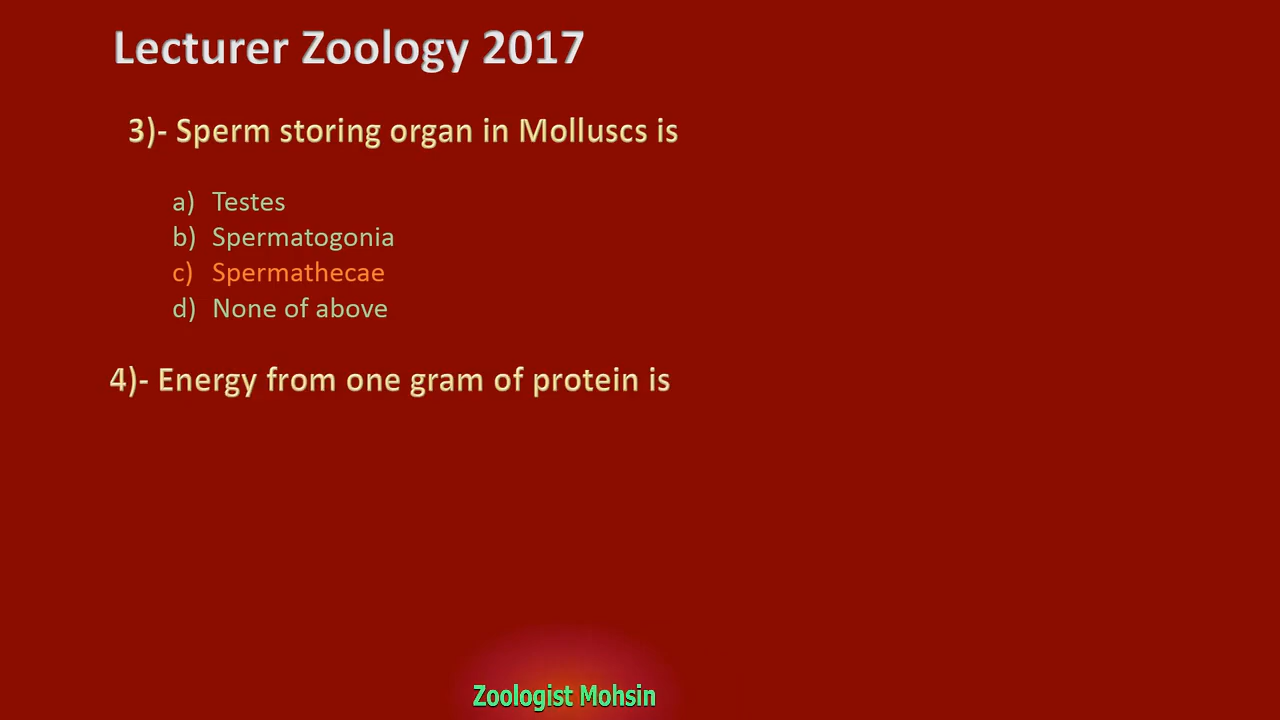 Lecturer Zoology 2017
3)- Sperm storing organ in Molluscs is
a) Testes
b) Spermatogonia
c) Spermathecae
d) None of above
4)- Energy from one gram of protein is
Zoologist Mohsin